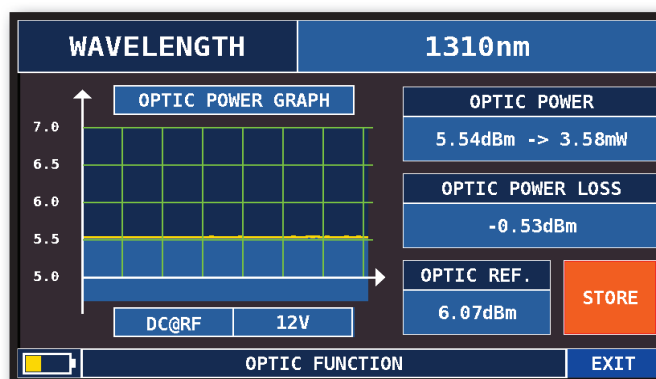 WAVELENGTH 1310nm
OPTIC POWER GRAPH
7.0
6.5
6.0
5.5
5.0
DC@RF 12V
OPTIC POWER
5.54dBm -> 3.58mW
OPTIC POWER LOSS
-0.53dBm
OPTIC REF.
6.07dBm
STORE
OPTIC FUNCTION
EXIT